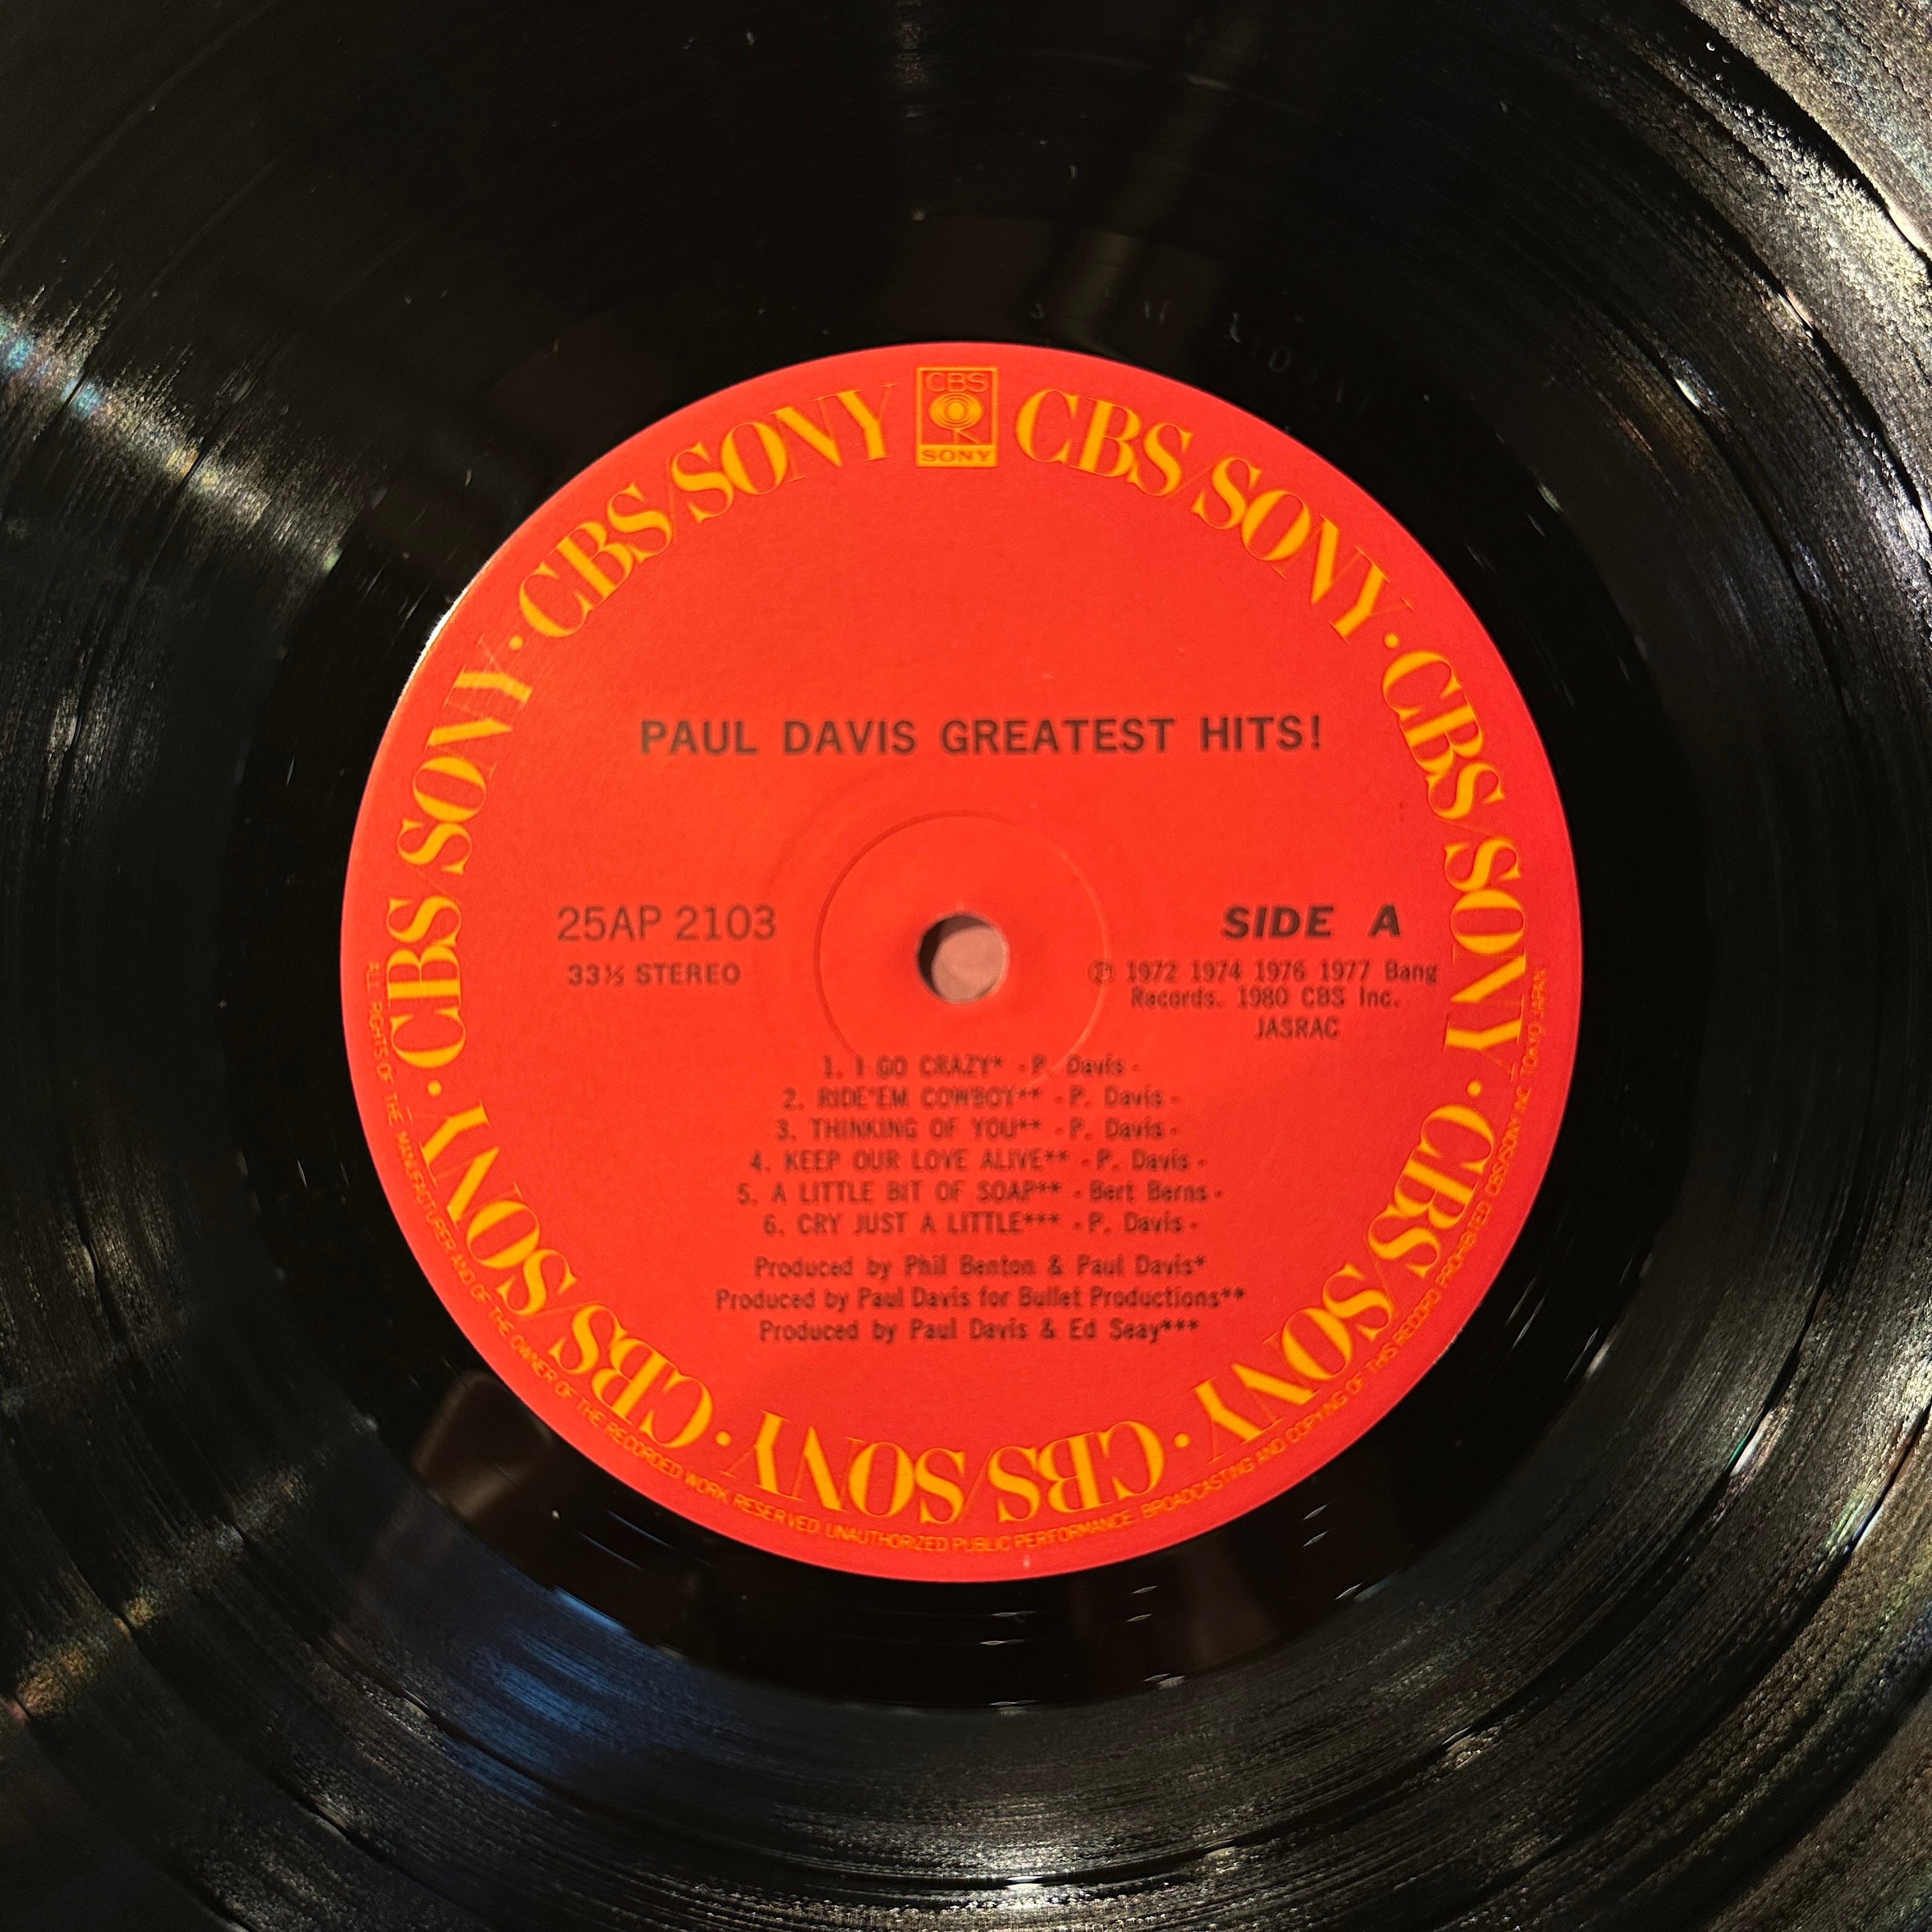 CBS
SONY
CBS/SONY · CBS/SONY · CBS/SONY · CBS/SONY · CBS/SONY · CBS/SONY · CBS/SONY · CBS/SONY
PAUL DAVIS GREATEST HITS!
25AP 2103
33⅓ STEREO
SIDE A
Ⓟ 1972 1974 1976 1977 Bang
Records. 1980 CBS Inc.
JASRAC
1. I GO CRAZY* - P. Davis -
2. RIDE'EM COWBOY** - P. Davis -
3. THINKING OF YOU** - P. Davis -
4. KEEP OUR LOVE ALIVE** - P. Davis -
5. A LITTLE BIT OF SOAP** - Bert Berns -
6. CRY JUST A LITTLE*** - P. Davis -
Produced by Phil Benton & Paul Davis*
Produced by Paul Davis for Bullet Productions**
Produced by Paul Davis & Ed Seay***
ALL RIGHTS OF THE MANUFACTURER AND OF THE OWNER OF THE RECORDED WORK RESERVED. UNAUTHORIZED PUBLIC PERFORMANCE, BROADCASTING AND COPYING OF THIS RECORD PROHIBITED. CBS/SONY INC. TOKYO JAPAN